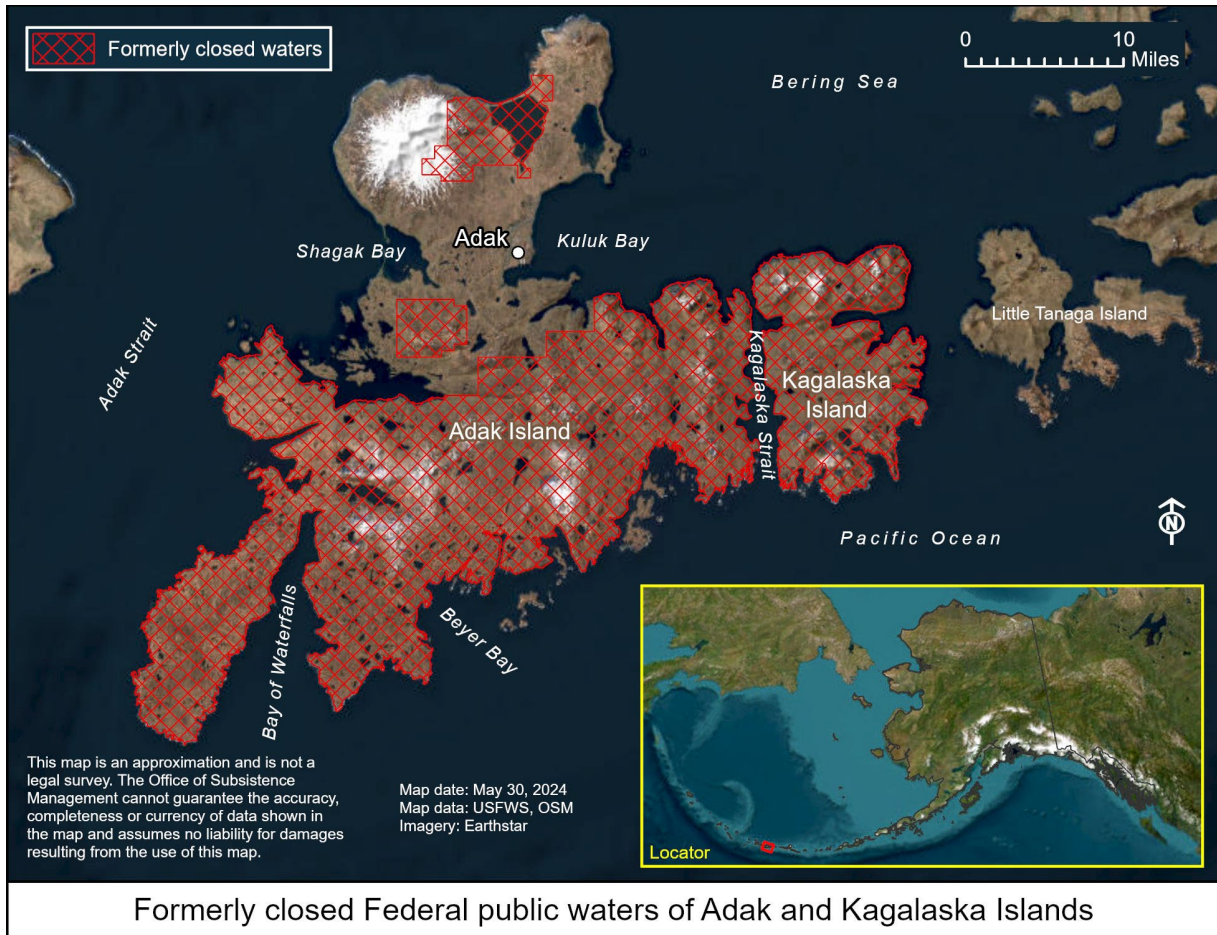 Formerly closed waters
0 10
Miles
Bering Sea
Shagak Bay
Adak
Kuluk Bay
Little Tanaga Island
Adak Strait
Kagalaska Strait
Kagalaska
Island
Adak Island
N
Pacific Ocean
Bay of Waterfalls
Beyer Bay
This map is an approximation and is not a
legal survey. The Office of Subsistence
Management cannot guarantee the accuracy,
completeness or currency of data shown in
the map and assumes no liability for damages
resulting from the use of this map.
Map date: May 30, 2024
Map data: USFWS, OSM
Imagery: Earthstar
Locator
Formerly closed Federal public waters of Adak and Kagalaska Islands